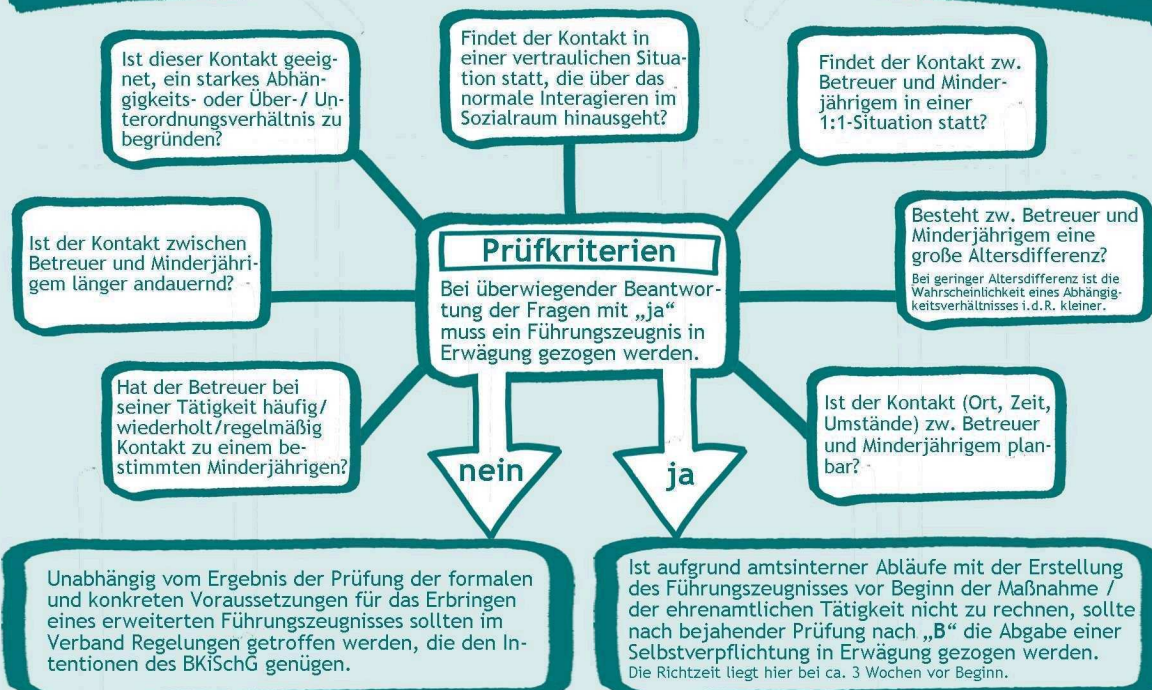 Ist dieser Kontakt geeig-
net, ein starkes Abhän-
gigkeits- oder Über-/ Un-
terordnungsverhältnis zu
begründen?
Findet der Kontakt in
einer vertraulichen Situa-
tion statt, die über das
normale Interagieren im
Sozialraum hinausgeht?
Findet der Kontakt zw.
Betreuer und Minder-
jährigem in einer
1:1-Situation statt?
Ist der Kontakt zwischen
Betreuer und Minderjähri-
gem länger andauernd?
Prüfkriterien
Bei überwiegender Beantwor-
tung der Fragen mit „ja“
muss ein Führungszeugnis in
Erwägung gezogen werden.
Besteht zw. Betreuer und
Minderjährigem eine
große Altersdifferenz?
Bei geringer Altersdifferenz ist die
Wahrscheinlichkeit eines Abhängig-
keitsverhältnisses i.d.R. kleiner.
Hat der Betreuer bei
seiner Tätigkeit häufig/
wiederholt/regelmäßig
Kontakt zu einem be-
stimmten Minderjährigen?
Ist der Kontakt (Ort, Zeit,
Umstände) zw. Betreuer
und Minderjährigem plan-
bar?
nein
ja
Unabhängig vom Ergebnis der Prüfung der formalen
und konkreten Voraussetzungen für das Erbringen
eines erweiterten Führungszeugnisses sollten im
Verband Regelungen getroffen werden, die den In-
tentionen des BKiSchG genügen.
Ist aufgrund amtsinterner Abläufe mit der Erstellung
des Führungszeugnisses vor Beginn der Maßnahme /
der ehrenamtlichen Tätigkeit nicht zu rechnen, sollte
nach bejahender Prüfung nach „B“ die Abgabe einer
Selbstverpflichtung in Erwägung gezogen werden.
Die Richtzeit liegt hier bei ca. 3 Wochen vor Beginn.